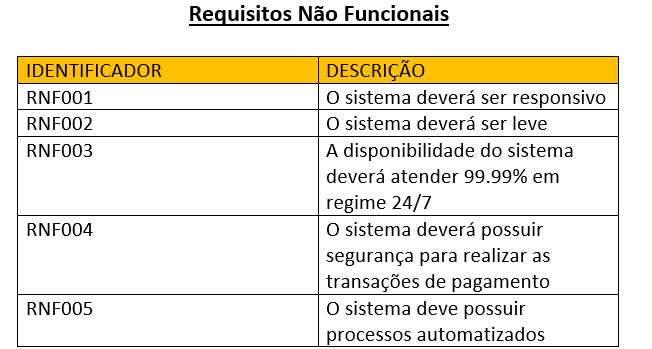 Requisitos Não Funcionais
IDENTIFICADOR DESCRIÇÃO
RNF001 O sistema deverá ser responsivo
RNF002 O sistema deverá ser leve
RNF003 A disponibilidade do sistema
deverá atender 99.99% em
regime 24/7
RNF004 O sistema deverá possuir
segurança para realizar as
transações de pagamento
RNF005 O sistema deve possuir
processos automatizados